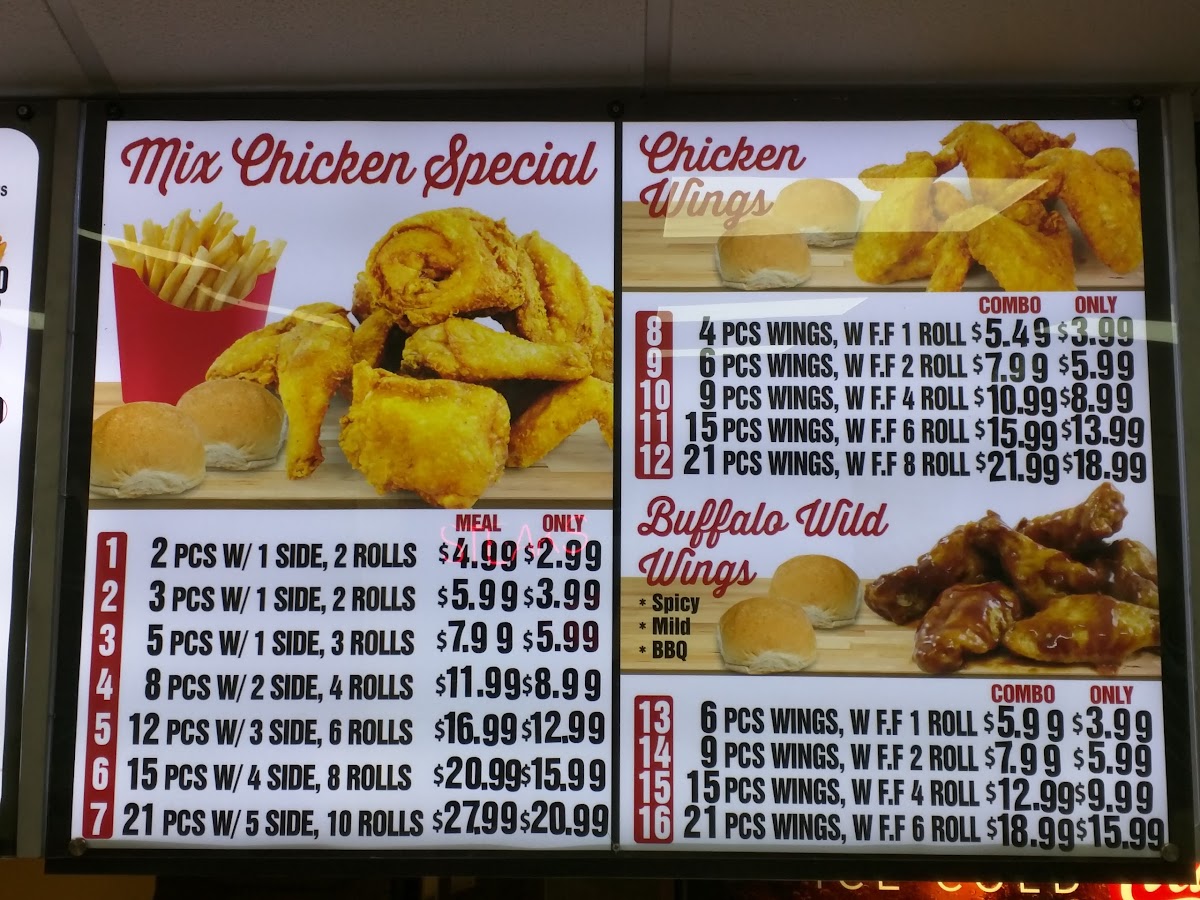 Mix Chicken Special
MEAL ONLY
1 2 PCS W/ 1 SIDE, 2 ROLLS $4.99 $2.99
2 3 PCS W/ 1 SIDE, 2 ROLLS $5.99 $3.99
3 5 PCS W/ 1 SIDE, 3 ROLLS $7.99 $5.99
4 8 PCS W/ 2 SIDE, 4 ROLLS $11.99 $8.99
5 12 PCS W/ 3 SIDE, 6 ROLLS $16.99 $12.99
6 15 PCS W/ 4 SIDE, 8 ROLLS $20.99 $15.99
7 21 PCS W/ 5 SIDE, 10 ROLLS $27.99 $20.99
Chicken
Wings
COMBO ONLY
8 4 PCS WINGS, W F.F 1 ROLL $5.49 $3.99
9 6 PCS WINGS, W F.F 2 ROLL $7.99 $5.99
10 9 PCS WINGS, W F.F 4 ROLL $10.99 $8.99
11 15 PCS WINGS, W F.F 6 ROLL $15.99 $13.99
12 21 PCS WINGS, W F.F 8 ROLL $21.99 $18.99
Buffalo Wild
Wings
* Spicy
* Mild
* BBQ
COMBO ONLY
13 6 PCS WINGS, W F.F 1 ROLL $5.99 $3.99
14 9 PCS WINGS, W F.F 2 ROLL $7.99 $5.99
15 15 PCS WINGS, W F.F 4 ROLL $12.99 $9.99
16 21 PCS WINGS, W F.F 6 ROLL $18.99 $15.99
ICE COLD